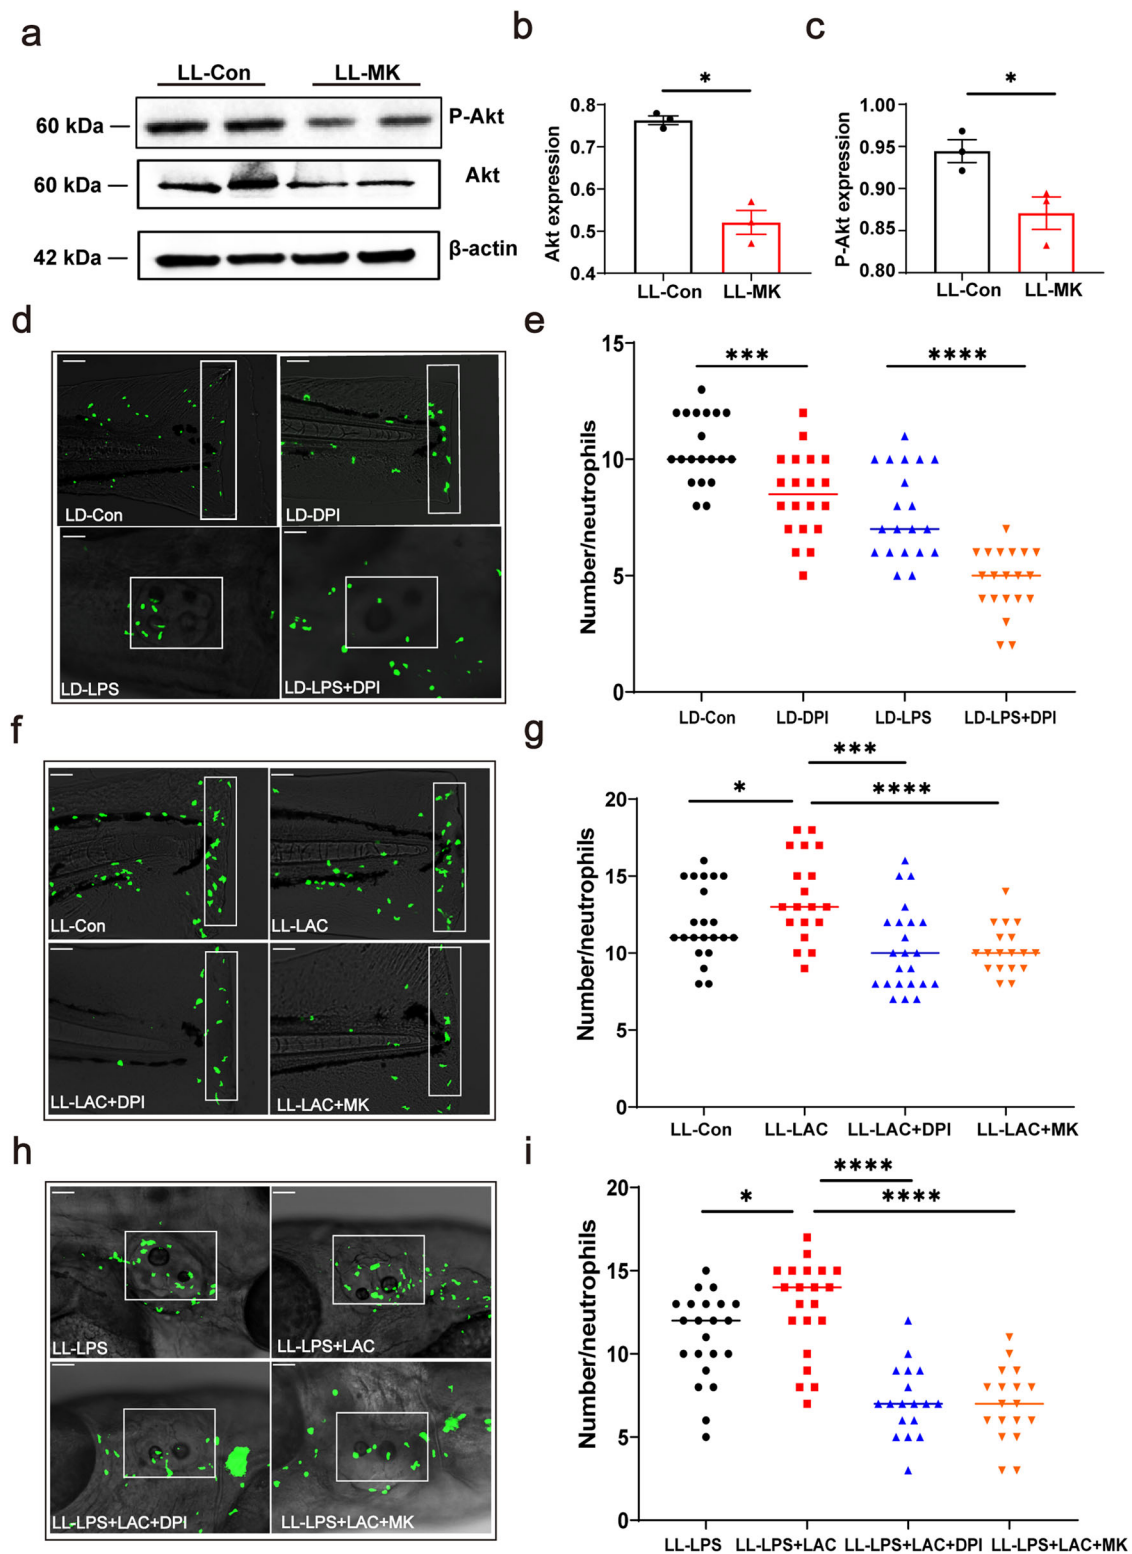 a
LL-Con LL-MK
60 kDa P-Akt
60 kDa Akt
42 kDa β-actin
b
*
Akt expression
0.8
0.7
0.6
0.5
0.4
LL-Con LL-MK
c
*
P-Akt expression
1.00
0.95
0.90
0.85
0.80
LL-Con LL-MK
d
LD-Con LD-DPI
LD-LPS LD-LPS+DPI
e
*** ****
Number/neutrophils
15
10
5
0
LD-Con LD-DPI LD-LPS LD-LPS+DPI
f
LL-Con LL-LAC
LL-LAC+DPI LL-LAC+MK
g
***
* ****
Number/neutrophils
20
15
10
5
0
LL-Con LL-LAC LL-LAC+DPI LL-LAC+MK
h
LL-LPS LL-LPS+LAC
LL-LPS+LAC+DPI LL-LPS+LAC+MK
i
****
* ****
Number/neutrophils
20
15
10
5
0
LL-LPS LL-LPS+LAC LL-LPS+LAC+DPI LL-LPS+LAC+MK